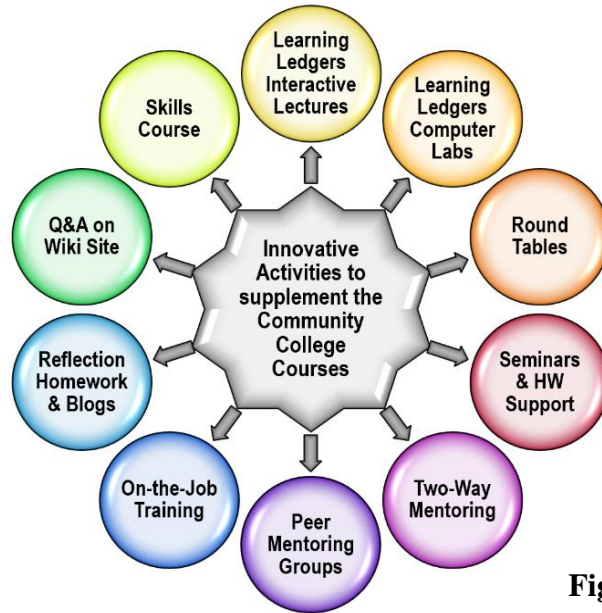 Learning
Ledgers
Interactive
Lectures
Learning
Ledgers
Computer
Labs
Round
Tables
Seminars
& HW
Support
Two-Way
Mentoring
Peer
Mentoring
Groups
On-the-Job
Training
Reflection
Homework
& Blogs
Q&A on
Wiki Site
Skills
Course
Innovative
Activities to
supplement the
Community
College
Courses
Fig